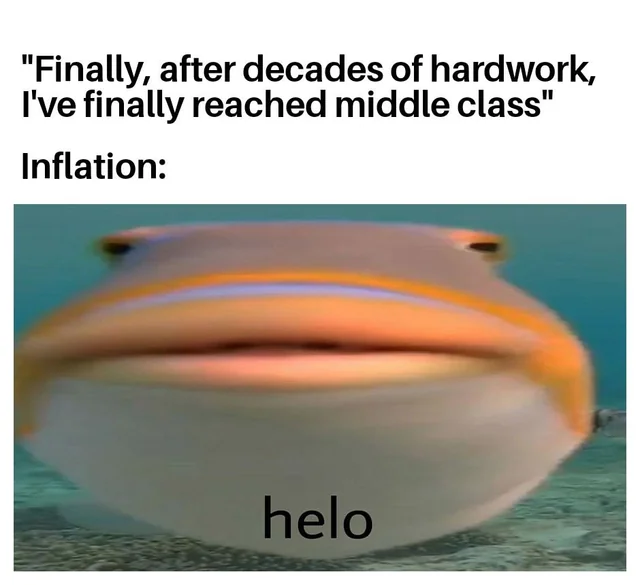 "Finally, after decades of hardwork,
I've finally reached middle class"
Inflation:
helo